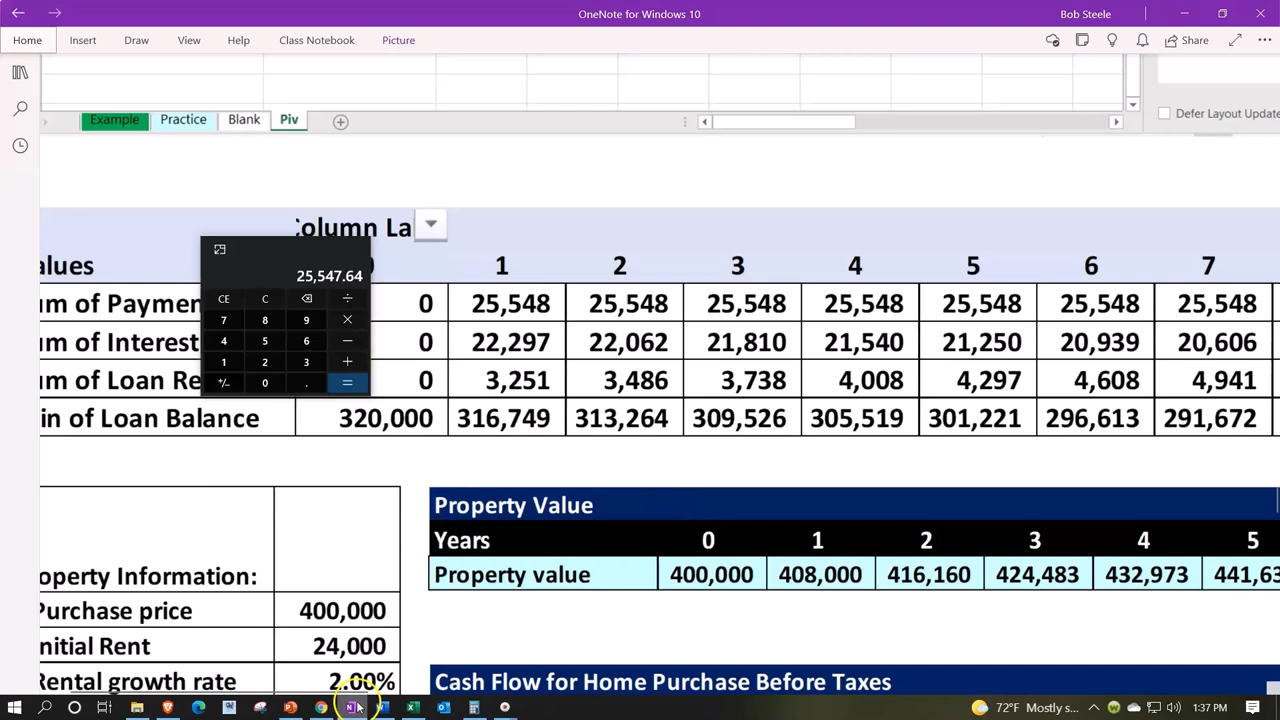 OneNote for Windows 10
Bob Steele
Home Insert Draw View Help Class Notebook Picture Share
Example Practice Blank Piv
Defer Layout Update
Column La
alues 0 1 2 3 4 5 6 7
25,547.64
CE C ⌫ ÷
7 8 9 ×
4 5 6 −
1 2 3 +
+/- 0 . =
um of Paymen 0 25,548 25,548 25,548 25,548 25,548 25,548 25,548
um of Interest 0 22,297 22,062 21,810 21,540 21,250 20,939 20,606
um of Loan Re 0 3,251 3,486 3,738 4,008 4,297 4,608 4,941
in of Loan Balance 320,000 316,749 313,264 309,526 305,519 301,221 296,613 291,672
Property Value
Years 0 1 2 3 4 5
Property value 400,000 408,000 416,160 424,483 432,973 441,63
operty Information:
Purchase price 400,000
nitial Rent 24,000
Rental growth rate 2.00%
Cash Flow for Home Purchase Before Taxes
72°F Mostly s... 1:37 PM